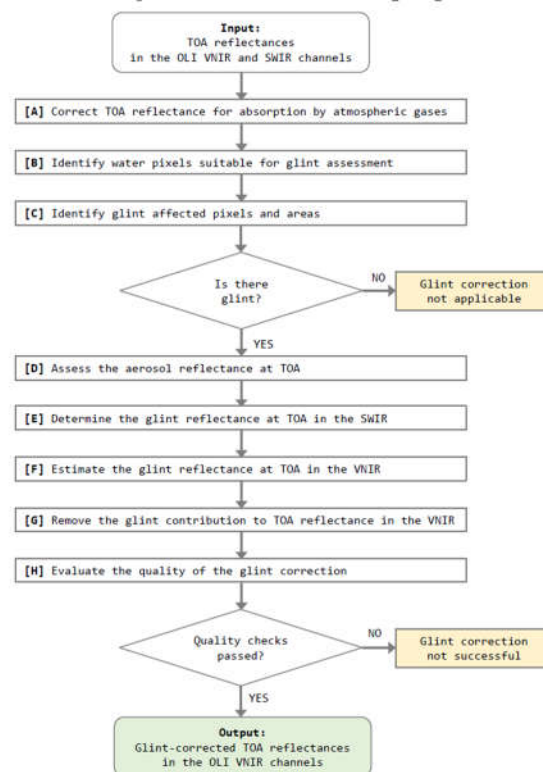 Input:
TOA reflectances
in the OLI VNIR and SWIR channels
[A] Correct TOA reflectance for absorption by atmospheric gases
[B] Identify water pixels suitable for glint assessment
[C] Identify glint affected pixels and areas
Is there
glint?
NO
Glint correction
not applicable
YES
[D] Assess the aerosol reflectance at TOA
[E] Determine the glint reflectance at TOA in the SWIR
[F] Estimate the glint reflectance at TOA in the VNIR
[G] Remove the glint contribution to TOA reflectance in the VNIR
[H] Evaluate the quality of the glint correction
Quality checks
passed?
NO
Glint correction
not successful
YES
Output:
Glint-corrected TOA reflectances
in the OLI VNIR channels